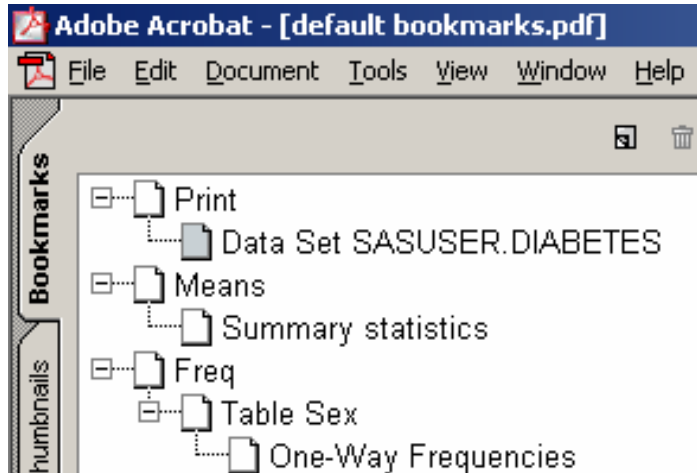 Adobe Acrobat - [default bookmarks.pdf]
File Edit Document Tools View Window Help
Bookmarks
Print
Data Set SASUSER.DIABETES
Means
Summary statistics
Freq
Table Sex
One-Way Frequencies
humbnails